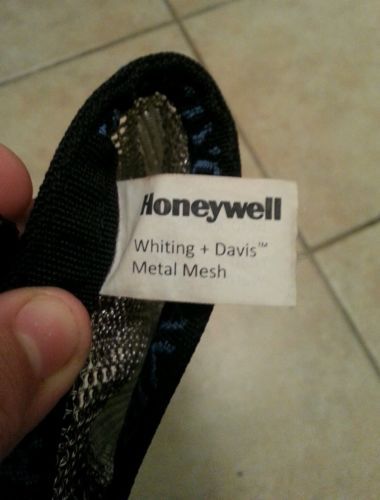 Honeywell
Whiting + Davis™
Metal Mesh